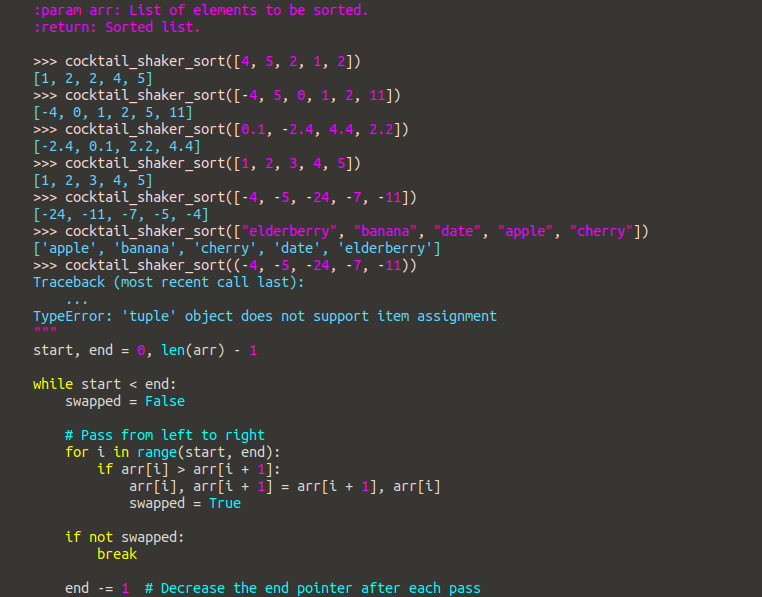 :param arr: List of elements to be sorted.
:return: Sorted list.

>>> cocktail_shaker_sort([4, 5, 2, 1, 2])
[1, 2, 2, 4, 5]
>>> cocktail_shaker_sort([-4, 5, 0, 1, 2, 11])
[-4, 0, 1, 2, 5, 11]
>>> cocktail_shaker_sort([0.1, -2.4, 4.4, 2.2])
[-2.4, 0.1, 2.2, 4.4]
>>> cocktail_shaker_sort([1, 2, 3, 4, 5])
[1, 2, 3, 4, 5]
>>> cocktail_shaker_sort([-4, -5, -24, -7, -11])
[-24, -11, -7, -5, -4]
>>> cocktail_shaker_sort(["elderberry", "banana", "date", "apple", "cherry"])
['apple', 'banana', 'cherry', 'date', 'elderberry']
>>> cocktail_shaker_sort((-4, -5, -24, -7, -11))
Traceback (most recent call last):
    ...
TypeError: 'tuple' object does not support item assignment
"""
start, end = 0, len(arr) - 1

while start < end:
    swapped = False

    # Pass from left to right
    for i in range(start, end):
        if arr[i] > arr[i + 1]:
            arr[i], arr[i + 1] = arr[i + 1], arr[i]
            swapped = True

    if not swapped:
        break

    end -= 1  # Decrease the end pointer after each pass